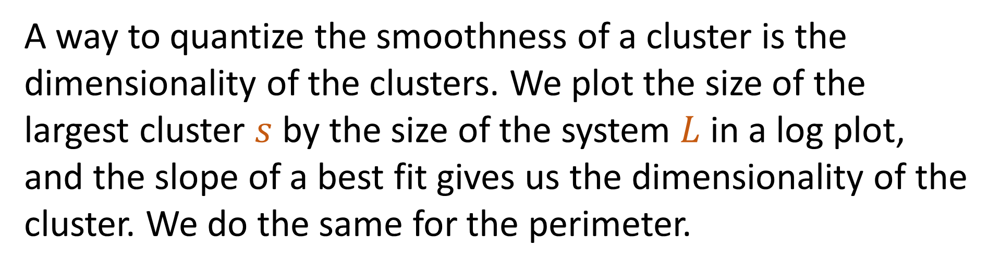 A way to quantize the smoothness of a cluster is the
dimensionality of the clusters. We plot the size of the
largest cluster s by the size of the system L in a log plot,
and the slope of a best fit gives us the dimensionality of the
cluster. We do the same for the perimeter.